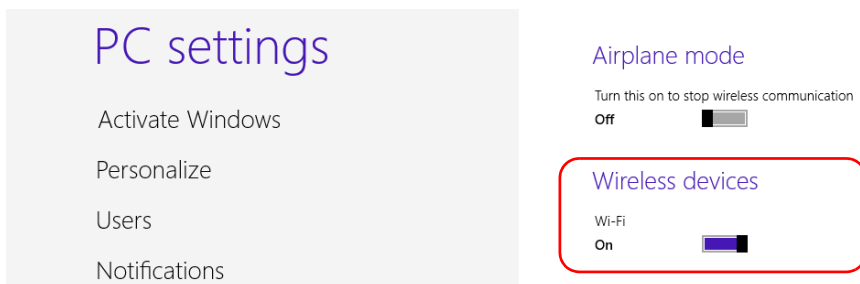 PC settings
Activate Windows
Personalize
Users
Notifications
Airplane mode
Turn this on to stop wireless communication
Off
Wireless devices
Wi-Fi
On